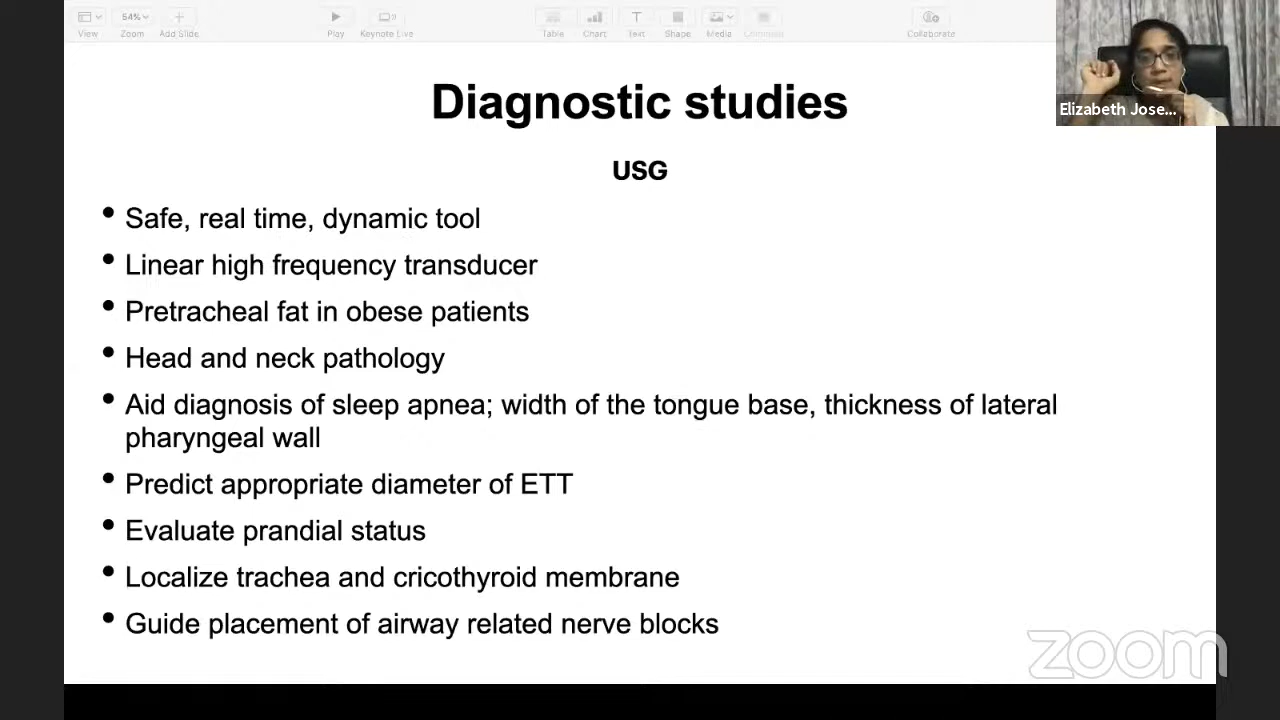 54%
View
Zoom
Add Slide
Play
Keynote Live
Table
Chart
Text
Shape
Media
Comment
Collaborate
Elizabeth Jose...
Diagnostic studies
USG
• Safe, real time, dynamic tool
• Linear high frequency transducer
• Pretracheal fat in obese patients
• Head and neck pathology
• Aid diagnosis of sleep apnea; width of the tongue base, thickness of lateral
pharyngeal wall
• Predict appropriate diameter of ETT
• Evaluate prandial status
• Localize trachea and cricothyroid membrane
• Guide placement of airway related nerve blocks
zoom